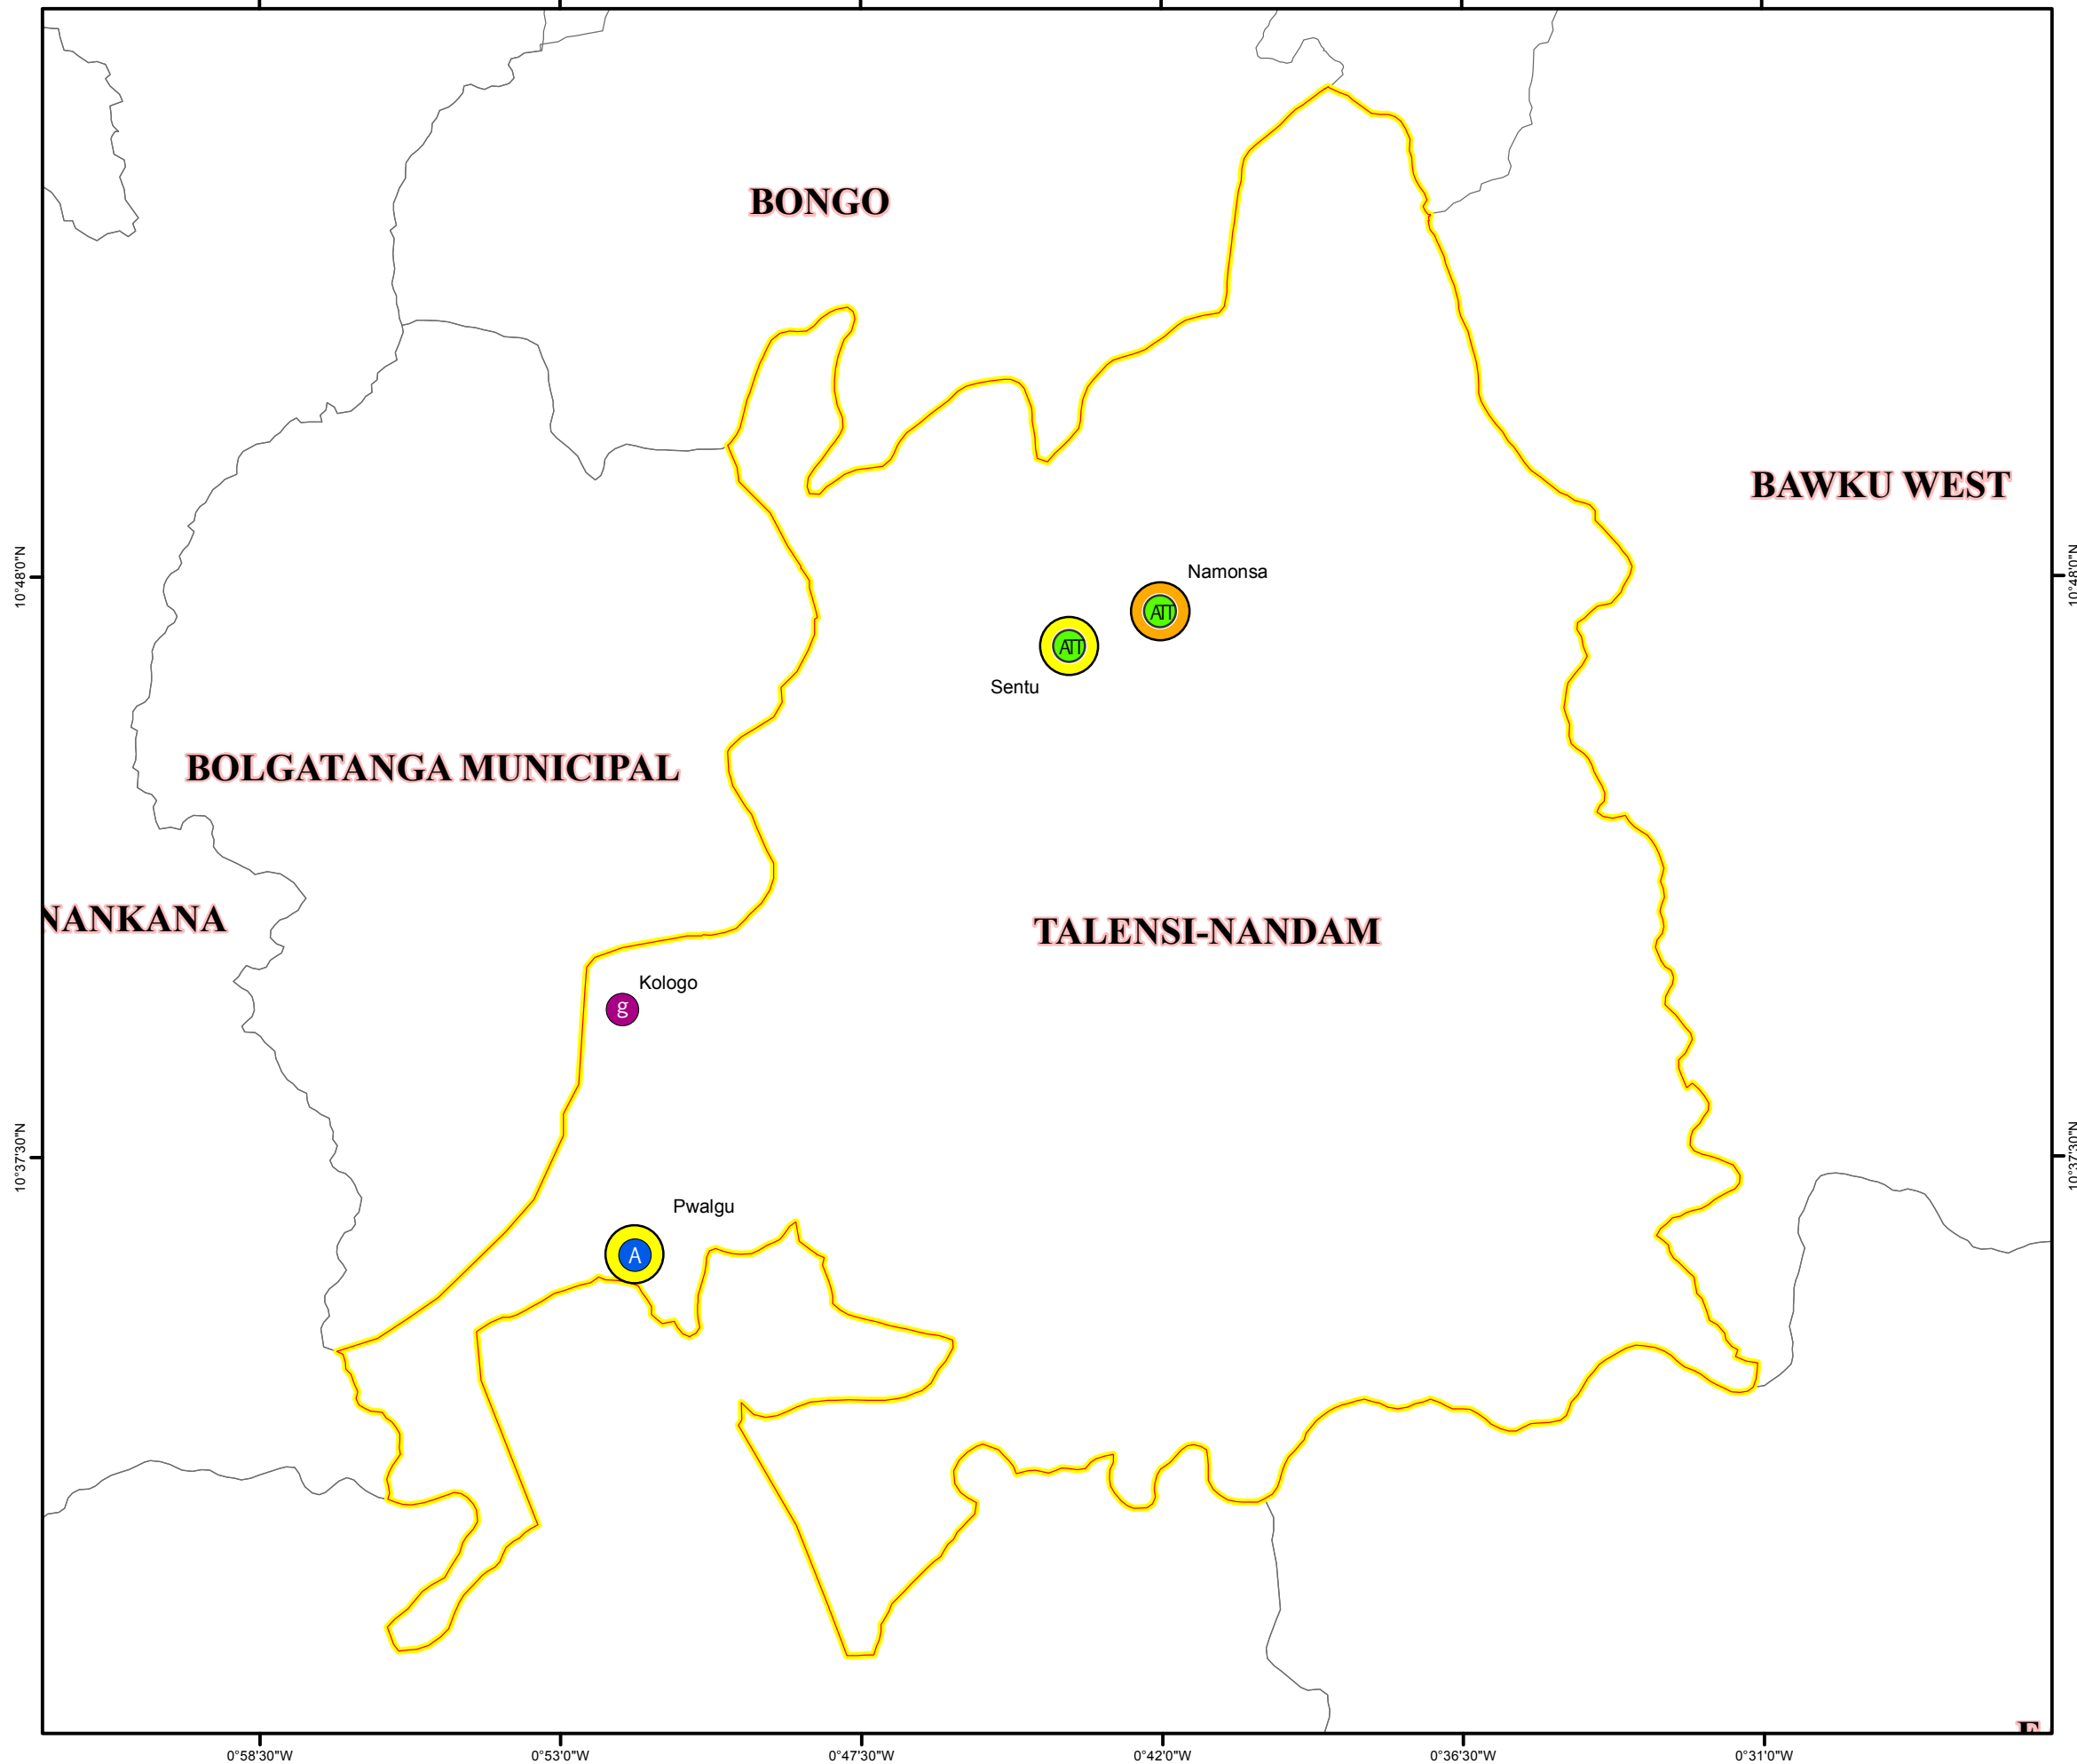 BONGO
BAWKU WEST
10°48'0"N
10°48'0"N
Namonsa
ATT
ATT
Sentu
BOLGATANGA MUNICIPAL
NANKANA
TALENSI-NANDAM
Kologo
g
10°37'30"N
10°37'30"N
Pwalgu
A
0°58'30"W
0°53'0"W
0°47'30"W
0°42'0"W
0°36'30"W
0°31'0"W